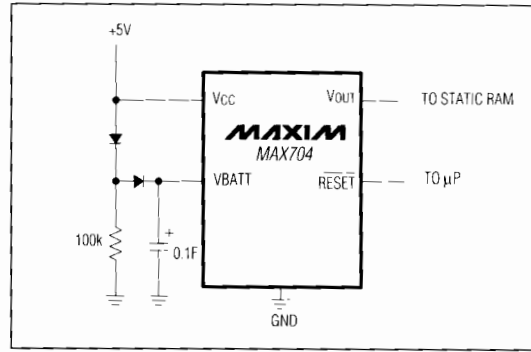 +5V
VCC
VOUT
TO STATIC RAM
MAXIM
MAX704
VBATT
RESET
TO µP
100k
+
0.1F
GND